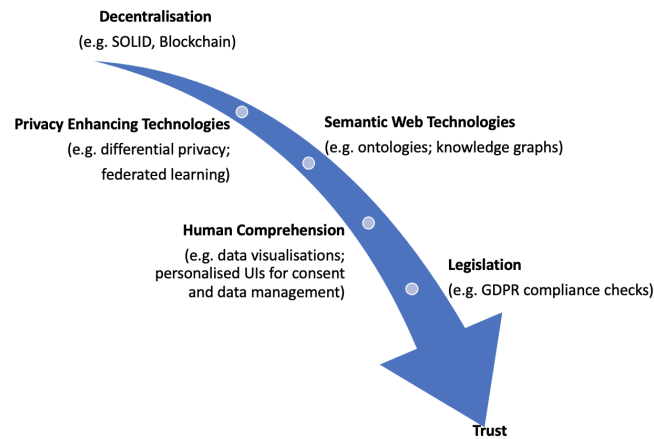 Decentralisation
(e.g. SOLID, Blockchain)
Privacy Enhancing Technologies
(e.g. differential privacy;
federated learning)
Semantic Web Technologies
(e.g. ontologies; knowledge graphs)
Human Comprehension
(e.g. data visualisations;
personalised UIs for consent
and data management)
Legislation
(e.g. GDPR compliance checks)
Trust